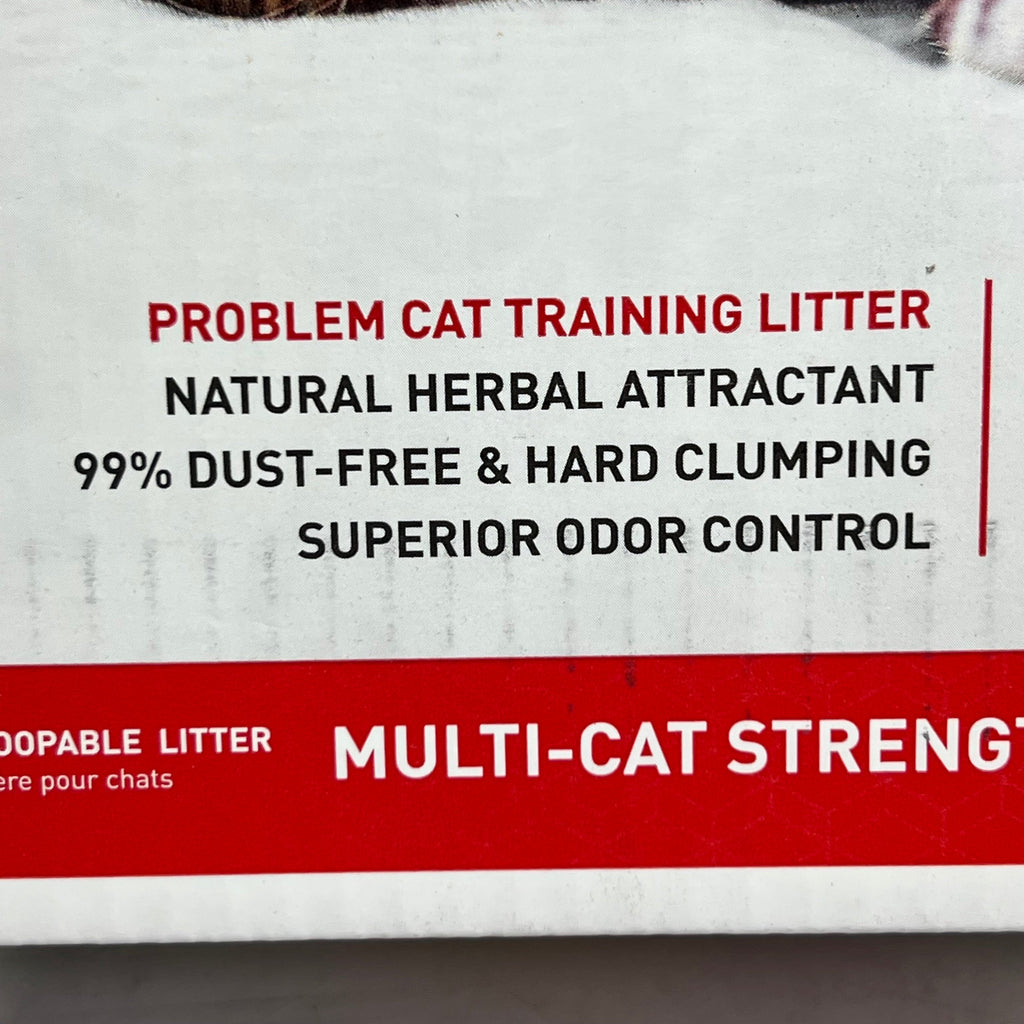 PROBLEM CAT TRAINING LITTER
NATURAL HERBAL ATTRACTANT
99% DUST-FREE & HARD CLUMPING
SUPERIOR ODOR CONTROL
OOPABLE LITTER
ere pour chats
MULTI-CAT STRENGT